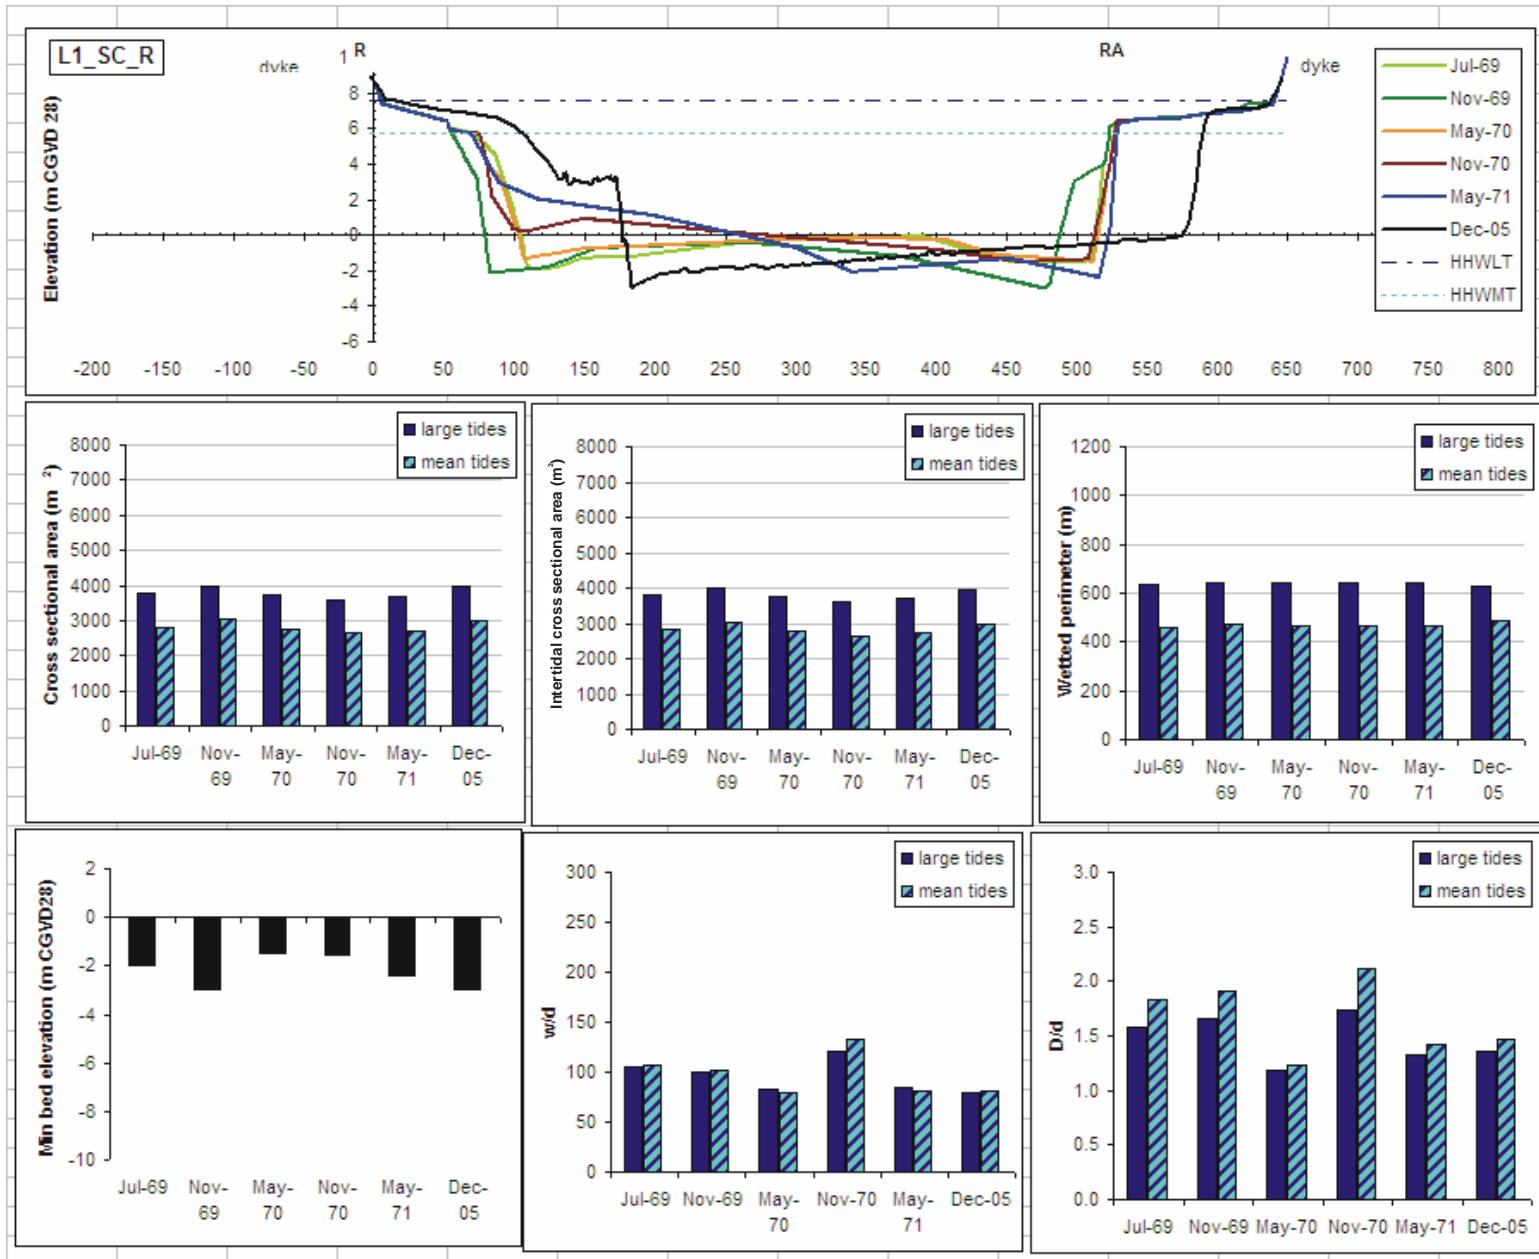 L1_SC_R
dyke
1 R
RA
dyke
Elevation (m CGVD 28)
8
6
4
2
0
-2
-4
-6
-200 -150 -100 -50 0 50 100 150 200 250 300 350 400 450 500 550 600 650 700 750 800
Jul-69
Nov-69
May-70
Nov-70
May-71
Dec-05
HHWLT
HHWMT
large tides
mean tides
Cross sectional area (m ²)
8000
7000
6000
5000
4000
3000
2000
1000
0
Jul-69 Nov-69 May-70 Nov-70 May-71 Dec-05
large tides
mean tides
Intertidal cross sectional area (m²)
8000
7000
6000
5000
4000
3000
2000
1000
0
Jul-69 Nov-69 May-70 Nov-70 May-71 Dec-05
large tides
mean tides
Wetted perimeter (m)
1200
1000
800
600
400
200
0
Jul-69 Nov-69 May-70 Nov-70 May-71 Dec-05
Min bed elevation (m CGVD28)
2
0
-2
-4
-6
-8
-10
Jul-69 Nov-69 May-70 Nov-70 May-71 Dec-05
large tides
mean tides
w/d
300
250
200
150
100
50
0
Jul-69 Nov-69 May-70 Nov-70 May-71 Dec-05
large tides
mean tides
D/d
3.0
2.5
2.0
1.5
1.0
0.5
0.0
Jul-69 Nov-69 May-70 Nov-70 May-71 Dec-05